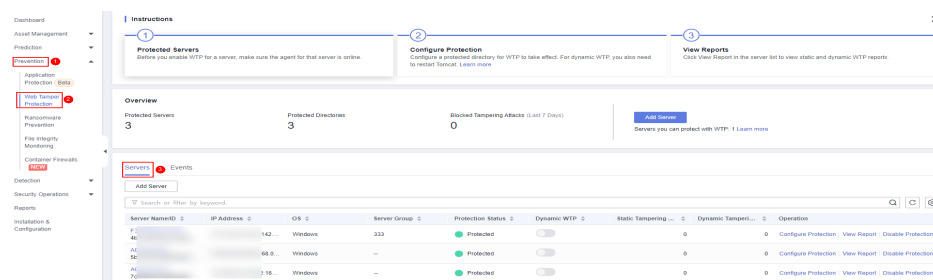 Dashboard
Asset Management
Prediction
Prevention 1
Application
Protection Beta
Web Tamper
Protection 2
Ransomware
Prevention
File Integrity
Monitoring
Container Firewalls
NEW
Detection
Security Operations
Reports
Installation &
Configuration
Instructions
1
Protected Servers
Before you enable WTP for a server, make sure the agent for that server is online.
2
Configure Protection
Configure a protected directory for WTP to take effect. For dynamic WTP, you also need
to restart Tomcat. Learn more
3
View Reports
Click View Report in the server list to view static and dynamic WTP reports.
Overview
Protected Servers
3
Protected Directories
3
Blocked Tampering Attacks (Last 7 Days)
0
Add Server
Servers you can protect with WTP: 1 Learn more
Servers 3 Events
Add Server
Search or filter by keyword.
Server Name/ID IP Address OS Server Group Protection Status Dynamic WTP Static Tampering ... Dynamic Tamperi... Operation
142... Windows 333 Protected 0 0 Configure Protection View Report Disable Protection
68.0... Windows -- Protected 0 0 Configure Protection View Report Disable Protection
2.16... Windows -- Protected 0 0 Configure Protection View Report Disable Protection